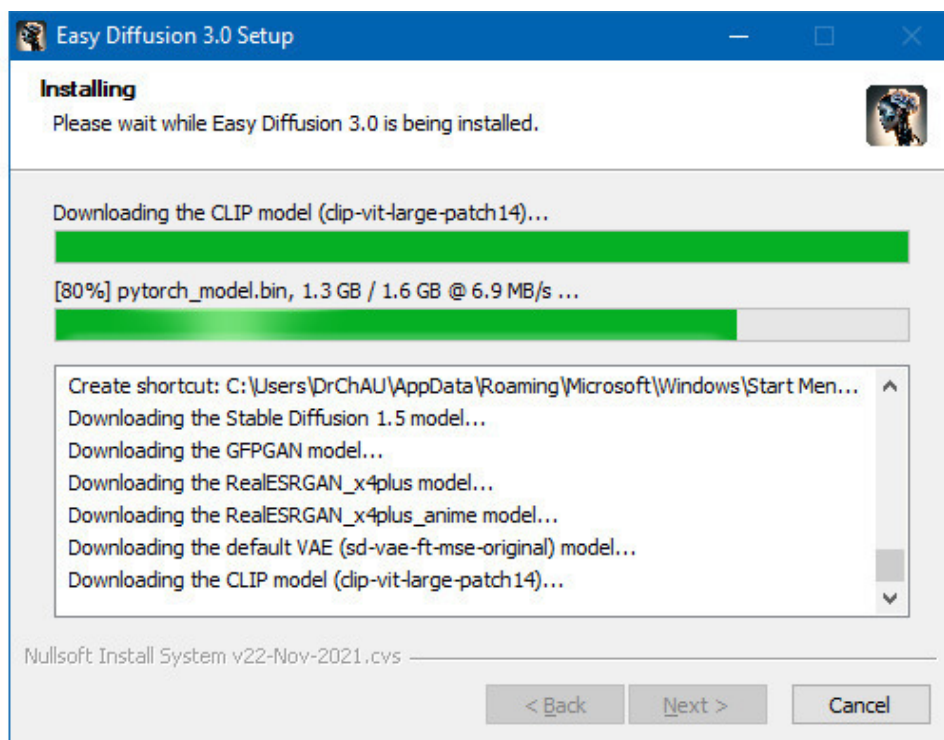 Easy Diffusion 3.0 Setup
Installing
Please wait while Easy Diffusion 3.0 is being installed.
Downloading the CLIP model (clip-vit-large-patch14)...
[80%] pytorch_model.bin, 1.3 GB / 1.6 GB @ 6.9 MB/s ...
Create shortcut: C:\Users\DrChAU\AppData\Roaming\Microsoft\Windows\Start Men...
Downloading the Stable Diffusion 1.5 model...
Downloading the GFPGAN model...
Downloading the RealESRGAN_x4plus model...
Downloading the RealESRGAN_x4plus_anime model...
Downloading the default VAE (sd-vae-ft-mse-original) model...
Downloading the CLIP model (clip-vit-large-patch14)...
Nullsoft Install System v22-Nov-2021.cvs
< Back Next > Cancel